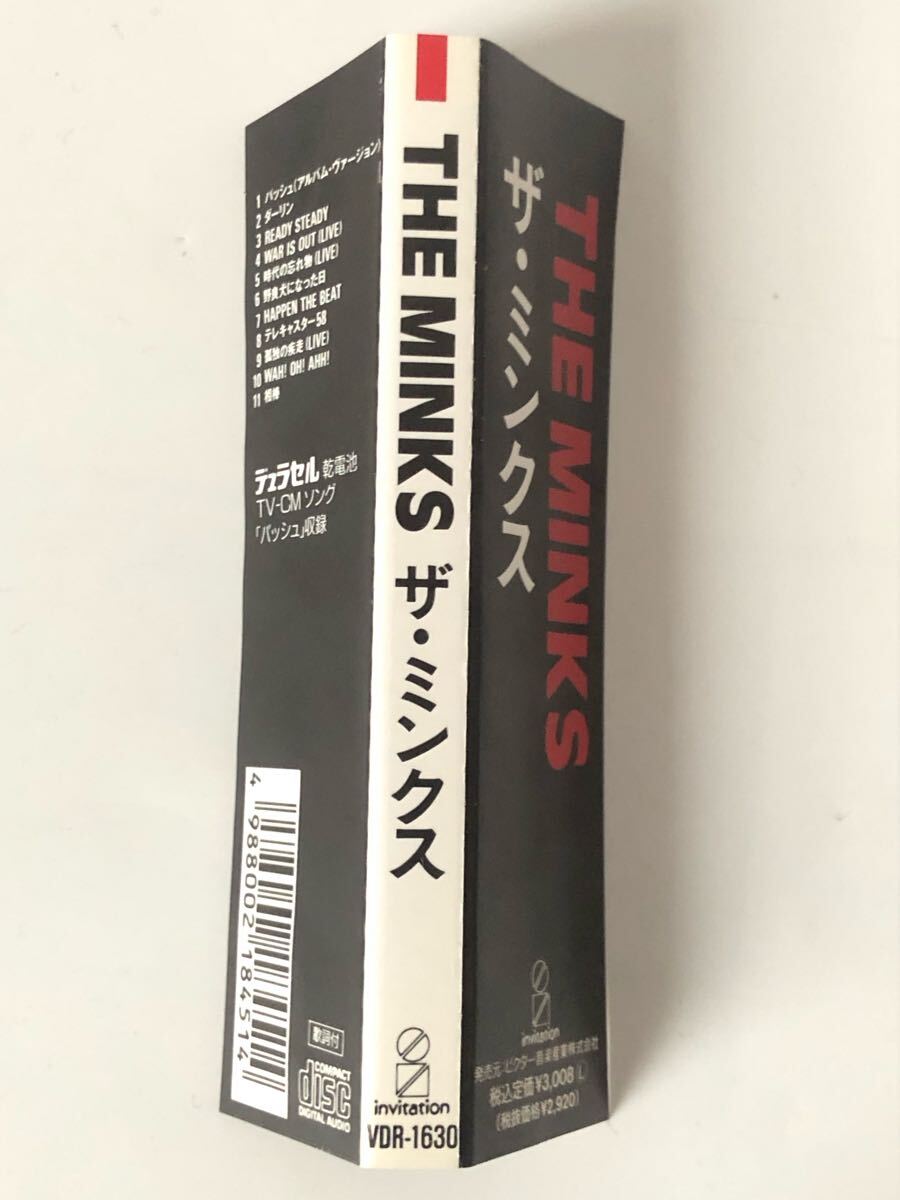 1 パッシュ(アルバム・ヴァージョン)
2 ダーリン
3 READY STEADY
4 WAR IS OUT(LIVE)
5 時代の忘れ物(LIVE)
6 野良犬になった日
7 HAPPEN THE BEAT
8 テレキャスター58
9 孤独の疾走(LIVE)
10 WAH! OH! AHH!
11 相棒
デュラセル 乾電池
TV-CMソング
「パッシュ」収録
4 988002 184514
歌詞付
COMPACT
disc
DIGITAL AUDIO
THE MINKS ザ・ミンクス
invitation
VDR-1630
THE MINKS
ザ・ミンクス
invitation
発売元/ビクター音楽産業株式会社
税込定価¥3,008 L
(税抜価格¥2,920)